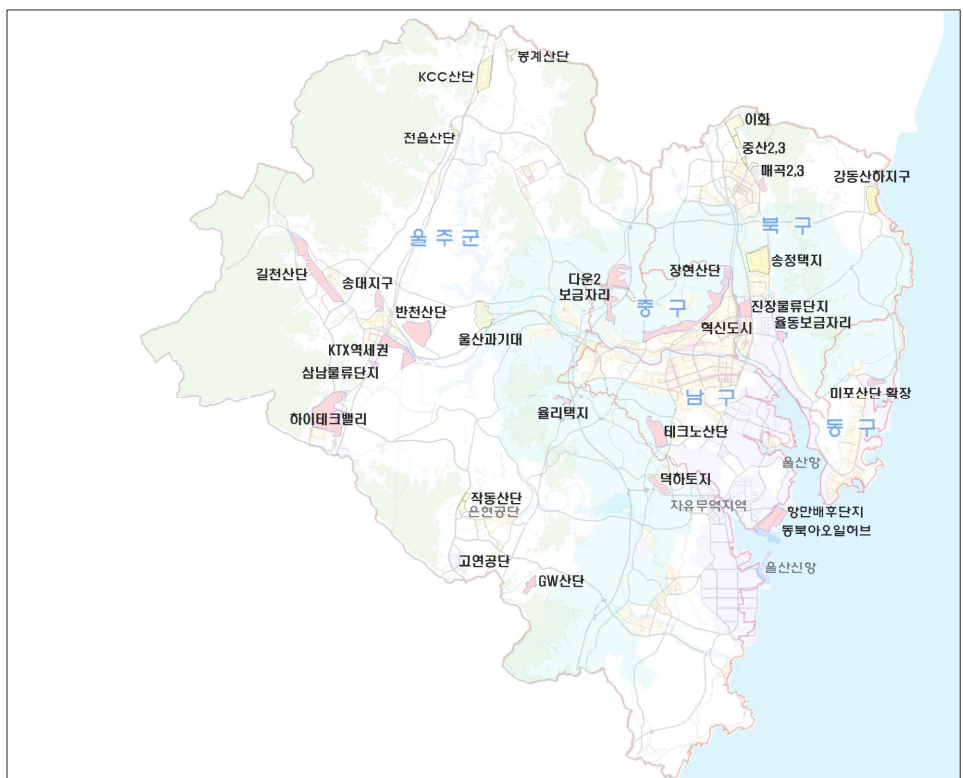 봉계산단
KCC산단
이화
전읍산단
중산2,3
매곡2,3
강동산하지구
북구
울주군
송정택지
길천산단
송대지구
다운2
보금자리
장현산단
중구
진장물류단지
반천산단
울산과기대
혁신도시
율동보금자리
KTX역세권
삼남물류단지
미포산단 확장
하이테크밸리
율리택지
남구
동구
테크노산단
울산항
덕하토지
작동산단
은현공단
자유무역지역
항만배후단지
동북아오일허브
고연공단
울산신항
GW산단